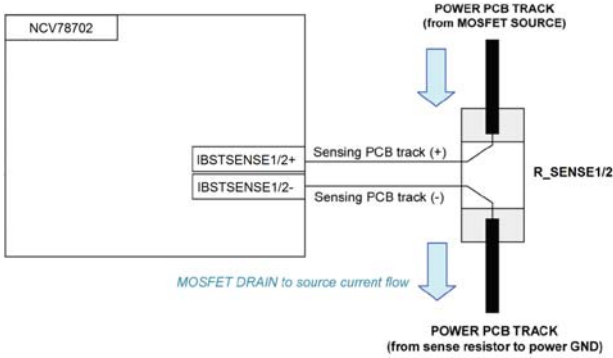 POWER PCB TRACK
(from MOSFET SOURCE)
NCV78702
IBSTSENSE1/2+
Sensing PCB track (+)
R_SENSE1/2
IBSTSENSE1/2-
Sensing PCB track (-)
MOSFET DRAIN to source current flow
POWER PCB TRACK
(from sense resistor to power GND)